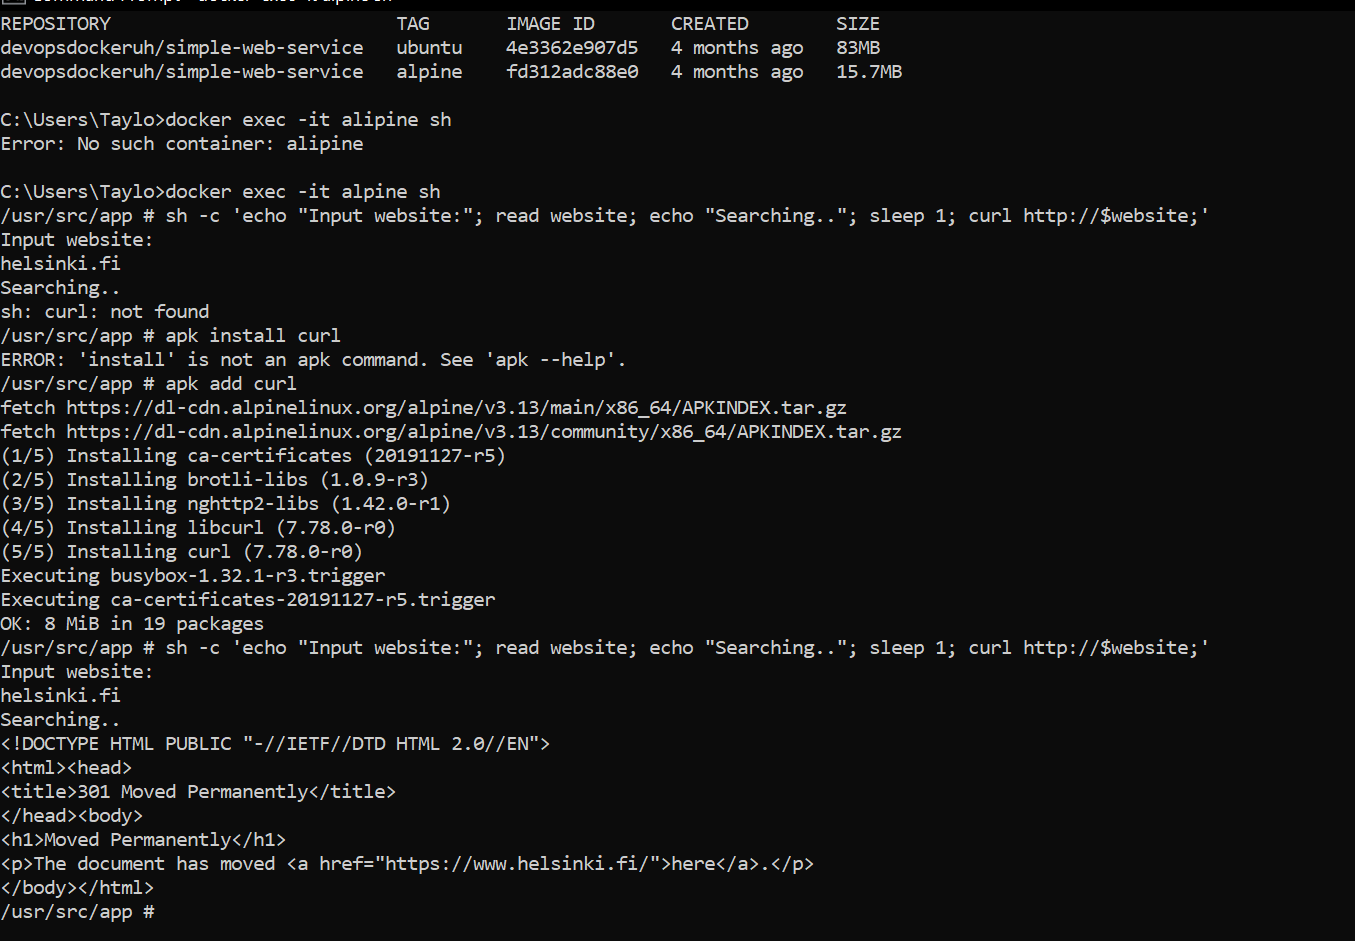 REPOSITORY TAG IMAGE ID CREATED SIZE
devopsdockeruh/simple-web-service ubuntu 4e3362e907d5 4 months ago 83MB
devopsdockeruh/simple-web-service alpine fd312adc88e0 4 months ago 15.7MB
C:\Users\Taylo>docker exec -it alipine sh
Error: No such container: alipine
C:\Users\Taylo>docker exec -it alpine sh
/usr/src/app # sh -c 'echo "Input website:"; read website; echo "Searching.."; sleep 1; curl http://$website;'
Input website:
helsinki.fi
Searching..
sh: curl: not found
/usr/src/app # apk install curl
ERROR: 'install' is not an apk command. See 'apk --help'.
/usr/src/app # apk add curl
fetch https://dl-cdn.alpinelinux.org/alpine/v3.13/main/x86_64/APKINDEX.tar.gz
fetch https://dl-cdn.alpinelinux.org/alpine/v3.13/community/x86_64/APKINDEX.tar.gz
(1/5) Installing ca-certificates (20191127-r5)
(2/5) Installing brotli-libs (1.0.9-r3)
(3/5) Installing nghttp2-libs (1.42.0-r1)
(4/5) Installing libcurl (7.78.0-r0)
(5/5) Installing curl (7.78.0-r0)
Executing busybox-1.32.1-r3.trigger
Executing ca-certificates-20191127-r5.trigger
OK: 8 MiB in 19 packages
/usr/src/app # sh -c 'echo "Input website:"; read website; echo "Searching.."; sleep 1; curl http://$website;'
Input website:
helsinki.fi
Searching..
<!DOCTYPE HTML PUBLIC "-//IETF//DTD HTML 2.0//EN">
<html><head>
<title>301 Moved Permanently</title>
</head><body>
<h1>Moved Permanently</h1>
<p>The document has moved <a href="https://www.helsinki.fi/">here</a>.</p>
</body></html>
/usr/src/app #